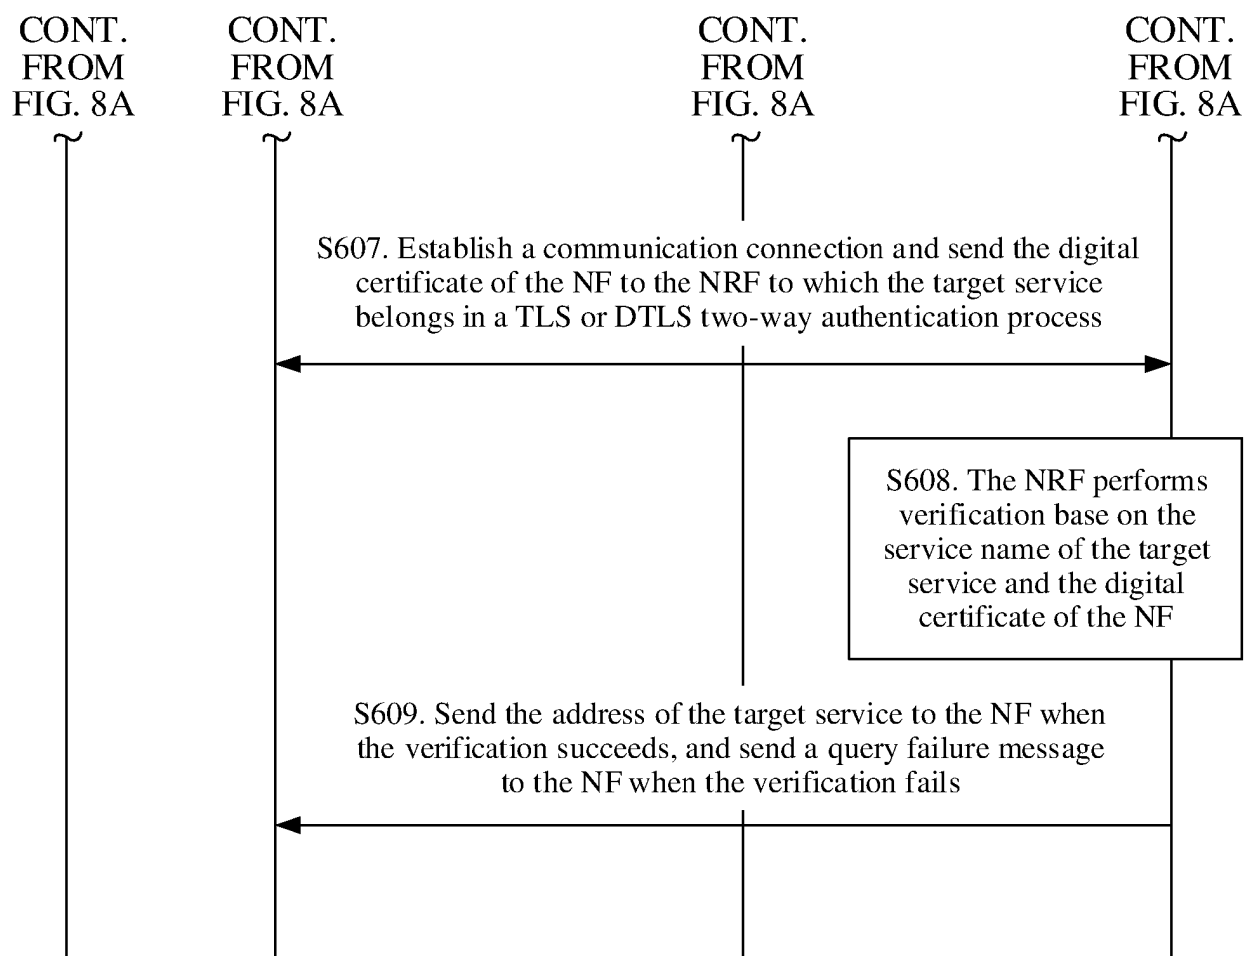 CONT.
FROM
FIG. 8A
CONT.
FROM
FIG. 8A
CONT.
FROM
FIG. 8A
CONT.
FROM
FIG. 8A
S607. Establish a communication connection and send the digital
certificate of the NF to the NRF to which the target service
belongs in a TLS or DTLS two-way authentication process
S608. The NRF performs
verification base on the
service name of the target
service and the digital
certificate of the NF
S609. Send the address of the target service to the NF when
the verification succeeds, and send a query failure message
to the NF when the verification fails